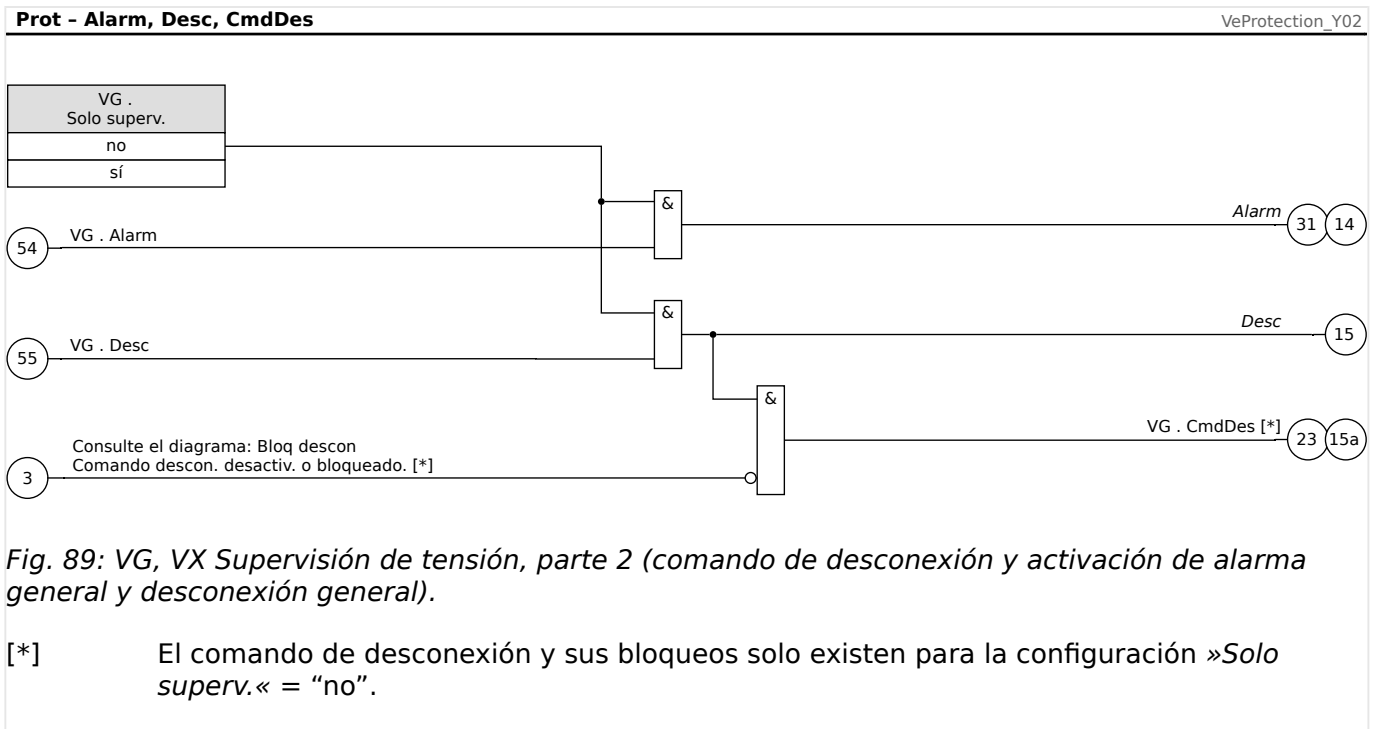 Prot – Alarm, Desc, CmdDes
VeProtection_Y02
VG .
Solo superv.
no
sí
&
Alarm
31
14
54
VG . Alarm
&
Desc
15
55
VG . Desc
&
VG . CmdDes [*]
23
15a
Consulte el diagrama: Bloq descon
Comando descon. desactiv. o bloqueado. [*]
3
Fig. 89: VG, VX Supervisión de tensión, parte 2 (comando de desconexión y activación de alarma
general y desconexión general).
[*] El comando de desconexión y sus bloqueos solo existen para la configuración »Solo
superv.« = “no”.